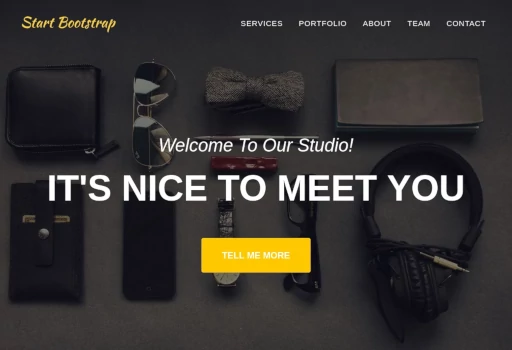 Start Bootstrap
SERVICES PORTFOLIO ABOUT TEAM CONTACT
Welcome To Our Studio!
IT'S NICE TO MEET YOU
TELL ME MORE